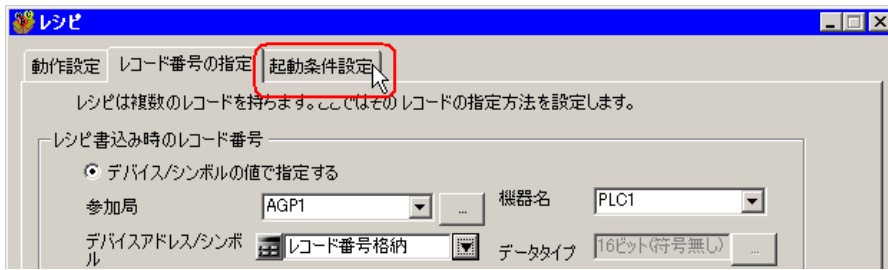 レシピ
動作設定 レコード番号の指定 起動条件設定
レシピは複数のレコードを持ちます。ここではそのレコードの指定方法を設定します。
レシピ書込み時のレコード番号
デバイス/シンボルの値で指定する
参加局 AGP1 ... 機器名 PLC1
デバイスアドレス/シンボ
ル レコード番号格納 データタイプ 16ビット(符号無し) ...